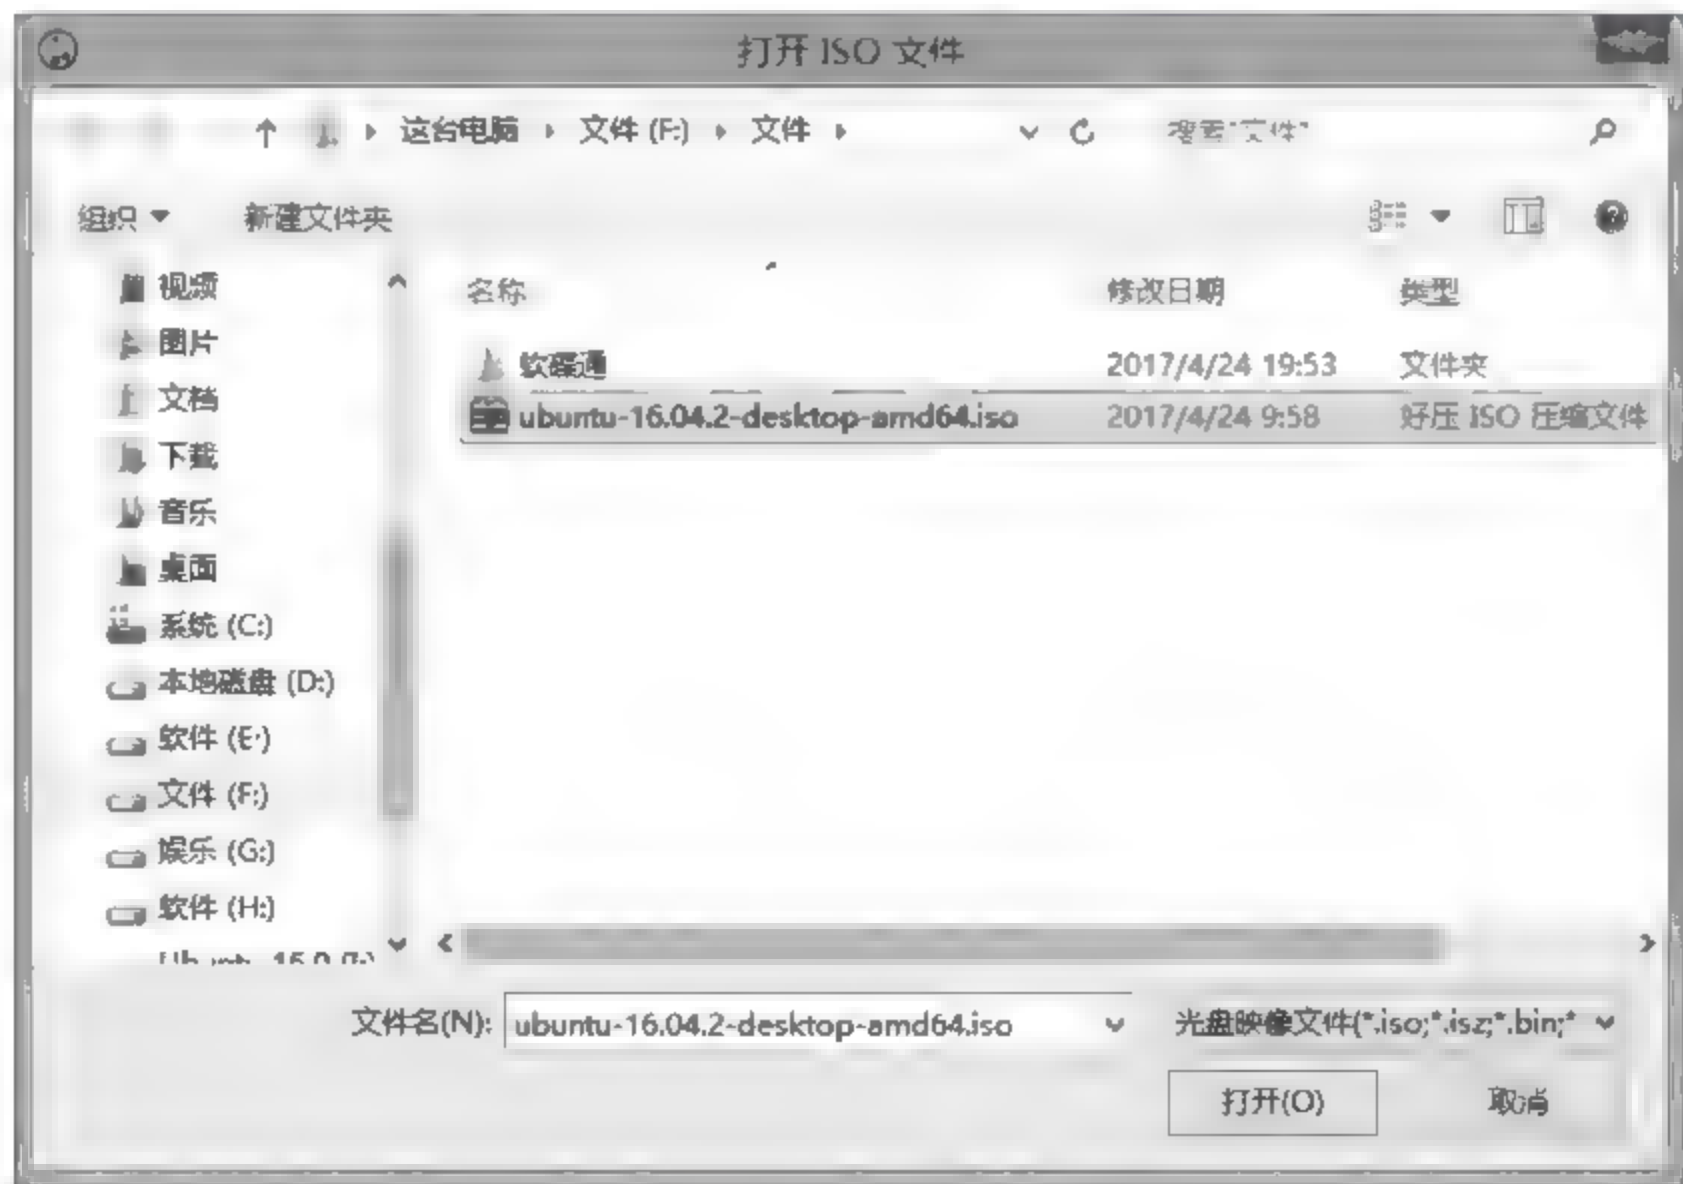 打开 ISO 文件
这台电脑 文件 (F:) 文件
搜索"文件"
组织 新建文件夹
名称 修改日期 类型
软碟通 2017/4/24 19:53 文件夹
ubuntu-16.04.2-desktop-amd64.iso 2017/4/24 9:58 好压 ISO 压缩文件
视频
图片
文档
下载
音乐
桌面
系统 (C:)
本地磁盘 (D:)
软件 (E:)
文件 (F:)
娱乐 (G:)
软件 (H:)
文件名(N): ubuntu-16.04.2-desktop-amd64.iso 光盘映像文件(*.iso;*.isz;*.bin;*
打开(O) 取消